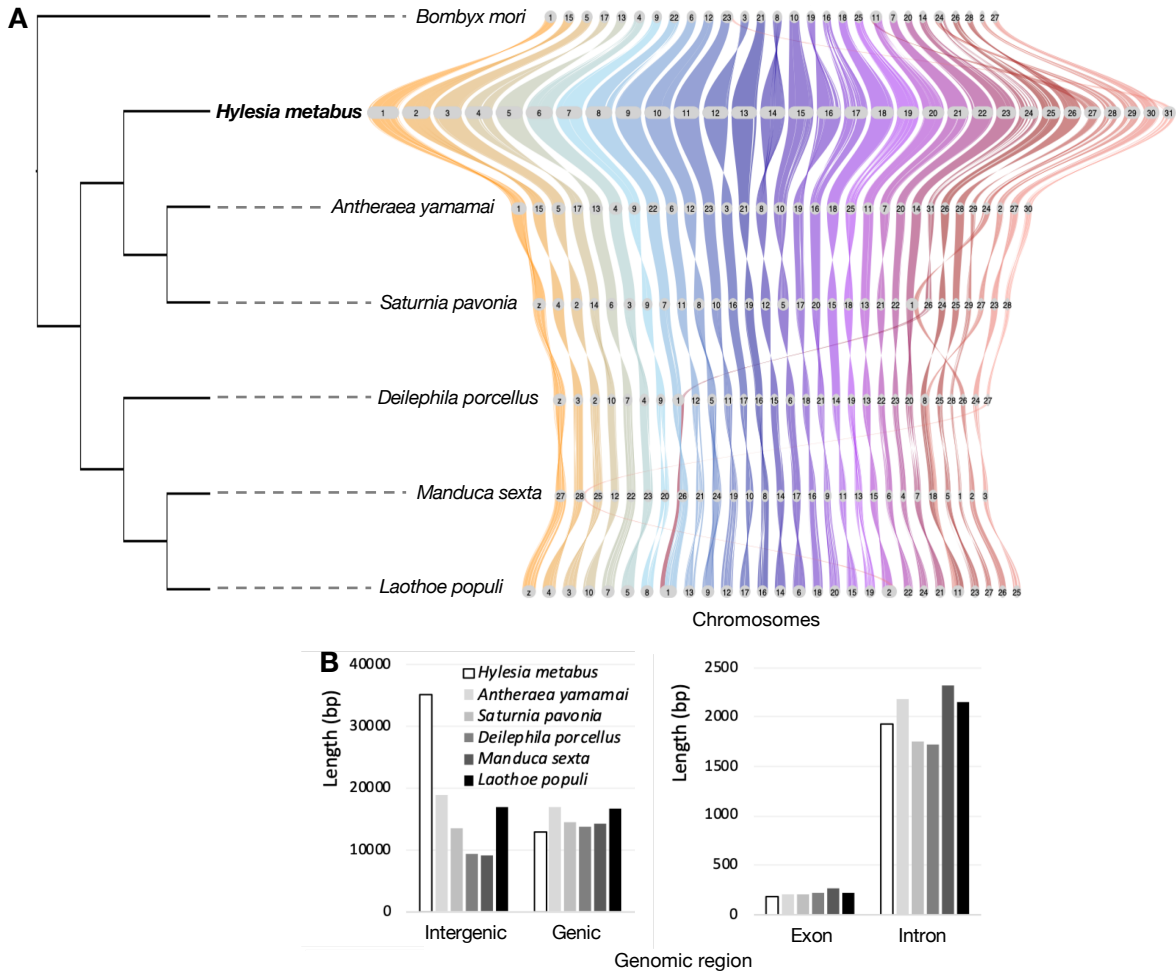 A
Bombyx mori 1 15 5 17 13 4 9 22 6 12 23 3 21 8 10 19 16 18 25 11 7 20 14 24 26 28 2 27
Hylesia metabus 1 2 3 4 5 6 7 8 9 10 11 12 13 14 15 16 17 18 19 20 21 22 23 24 25 26 27 28 29 30 31
Antheraea yamamai 1 15 5 17 13 4 9 22 6 12 23 3 21 8 10 19 16 18 25 11 7 20 14 31 26 28 29 24 2 27 30
Saturnia pavonia z 4 2 14 6 3 9 7 11 8 10 16 19 12 5 17 20 15 18 13 21 22 1 26 24 25 29 27 23 28
Deilephila porcellus z 3 2 10 7 4 9 1 12 5 11 17 16 15 6 18 21 14 19 13 22 23 20 8 25 28 26 24 27
Manduca sexta 27 28 25 12 22 23 20 26 21 24 19 10 8 14 17 16 9 11 13 15 6 4 7 18 5 1 2 3
Laothoe populi z 4 3 10 7 5 8 1 13 9 12 17 16 14 6 18 20 15 19 2 22 24 21 11 23 27 26 25
Chromosomes
B
40000
30000
20000
10000
0
Length (bp)
Hylesia metabus
Antheraea yamamai
Saturnia pavonia
Deilephila porcellus
Manduca sexta
Laothoe populi
Intergenic Genic
2500
2000
1500
1000
500
0
Length (bp)
Exon Intron
Genomic region